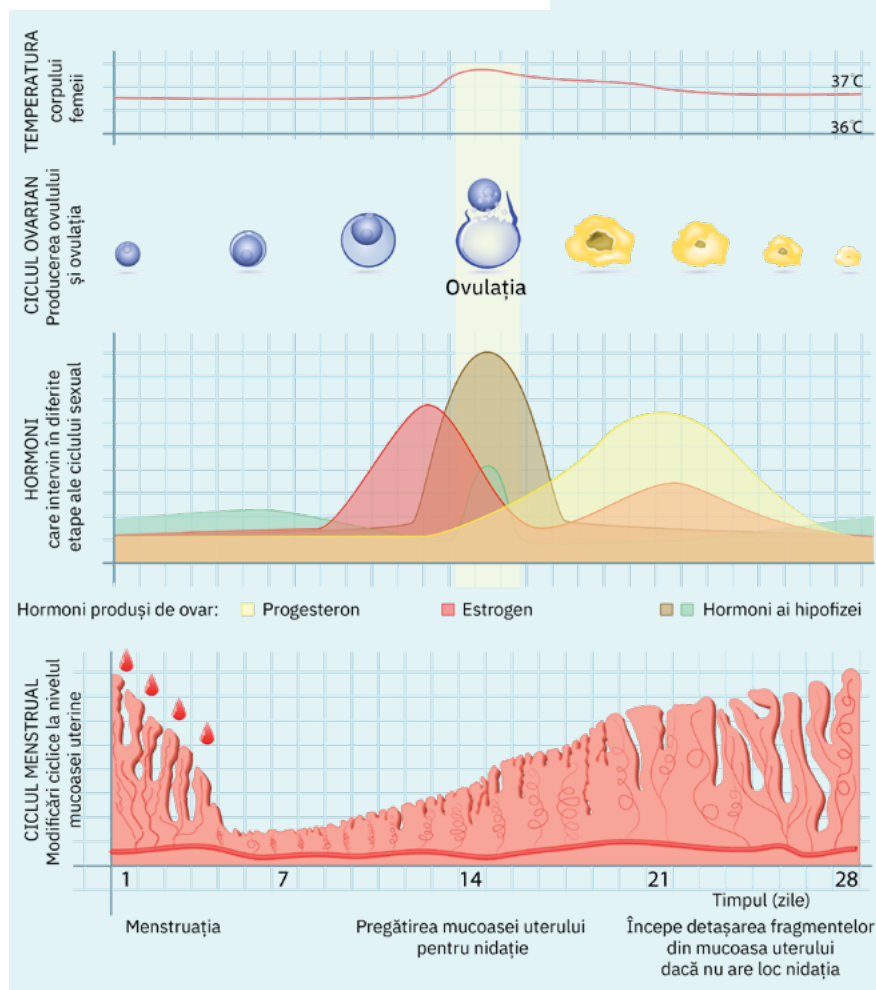 TEMPERATURA
corpului
femeii
37°C
36°C
CICLUL OVARIAN
Producerea ovulului
și ovulația
Ovulația
HORMONI
care intervin în diferite
etape ale ciclului sexual
Hormoni produși de ovar: Progesteron Estrogen Hormoni ai hipofizei
CICLUL MENSTRUAL
Modificări ciclice la nivelul
mucoasei uterine
1 7 14 21 28
Timpul (zile)
Menstruația
Pregătirea mucoasei uterului
pentru nidație
Începe detașarea fragmentelor
din mucoasa uterului
dacă nu are loc nidația